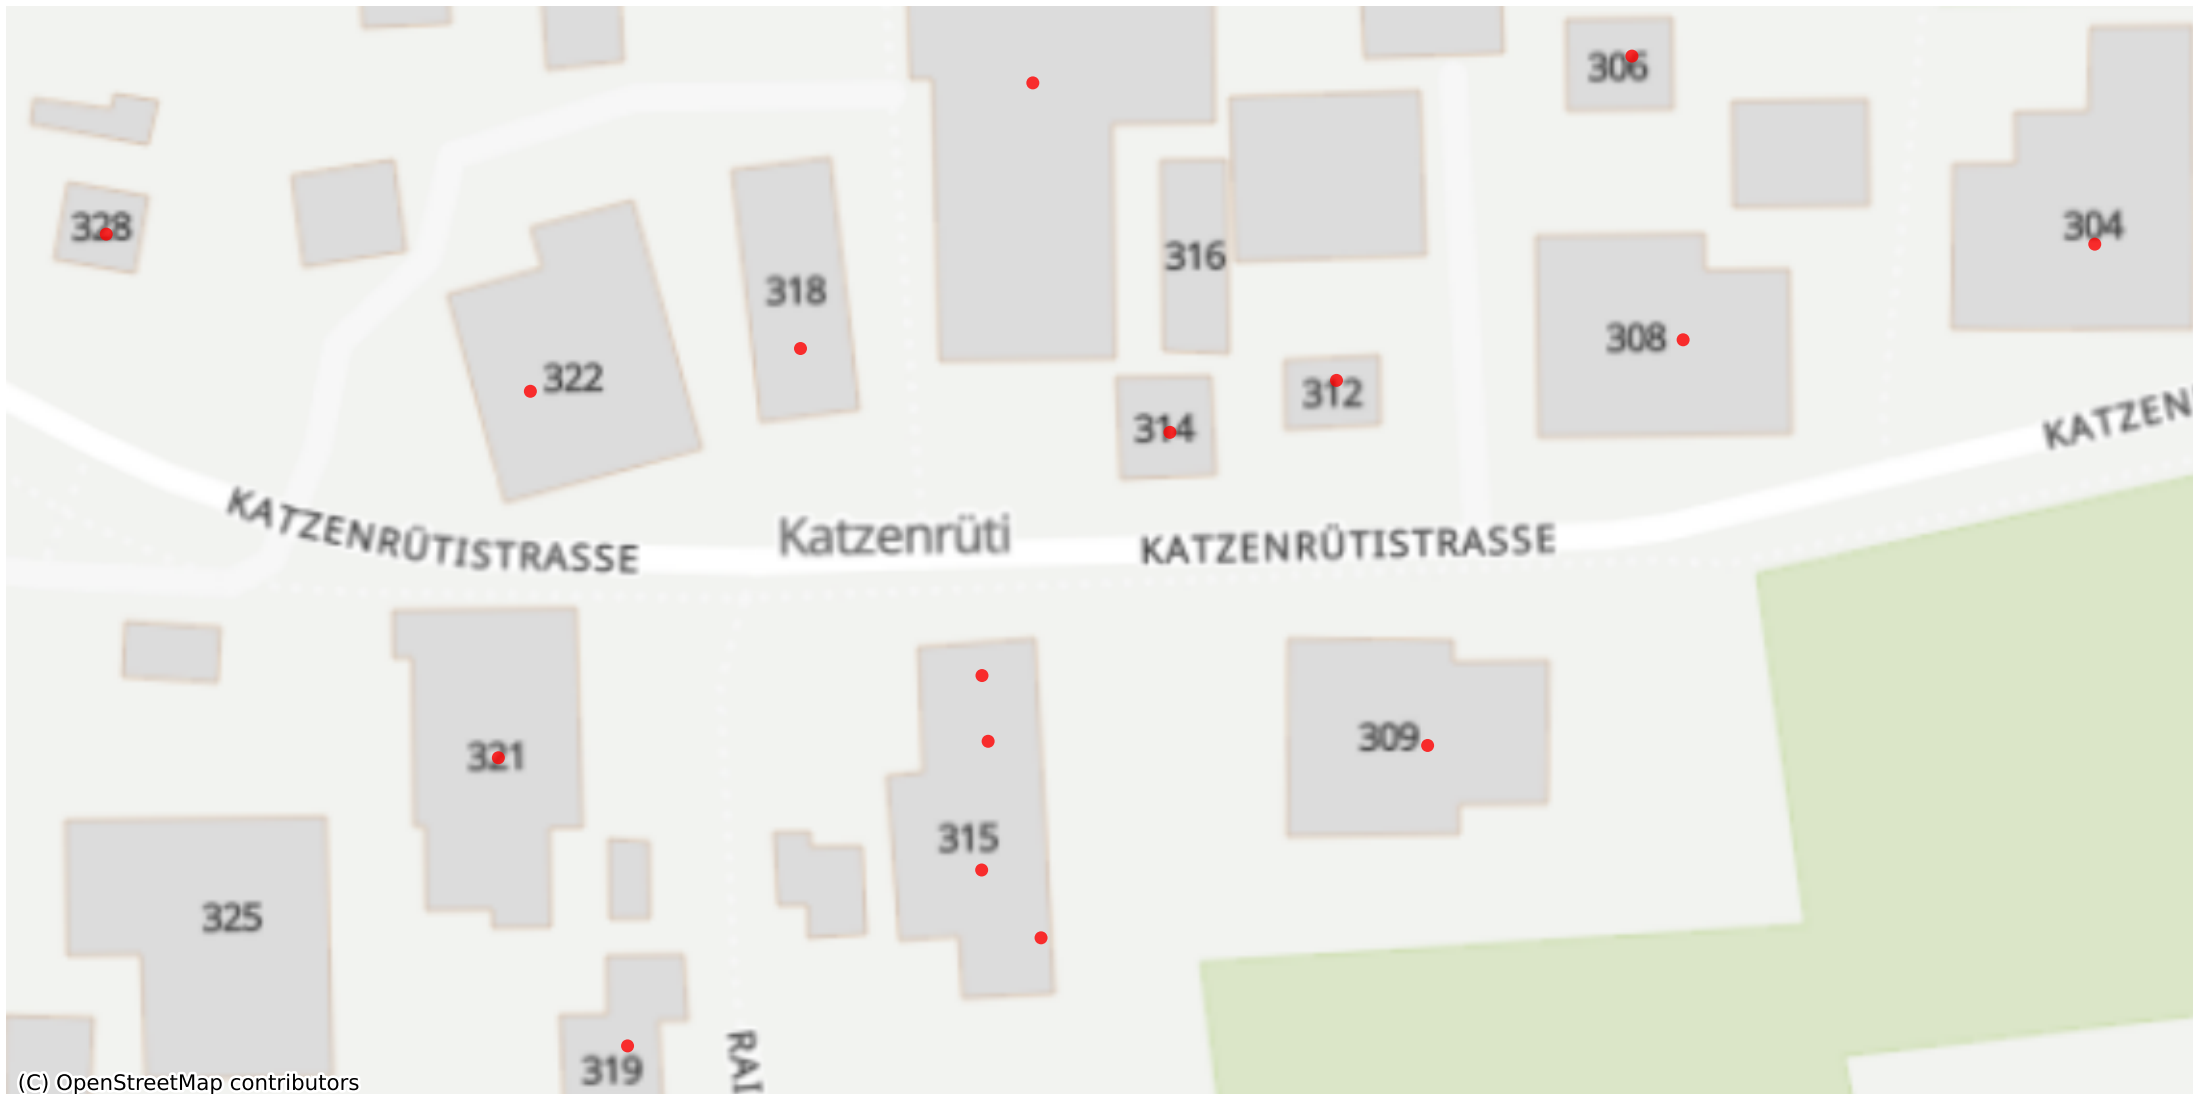 306
328
304
316
318
308
322
312
314
KATZEN
KATZENRÜTISTRASSE
Katzenrüti
KATZENRÜTISTRASSE
309
321
315
325
RAI
319
(C) OpenStreetMap contributors